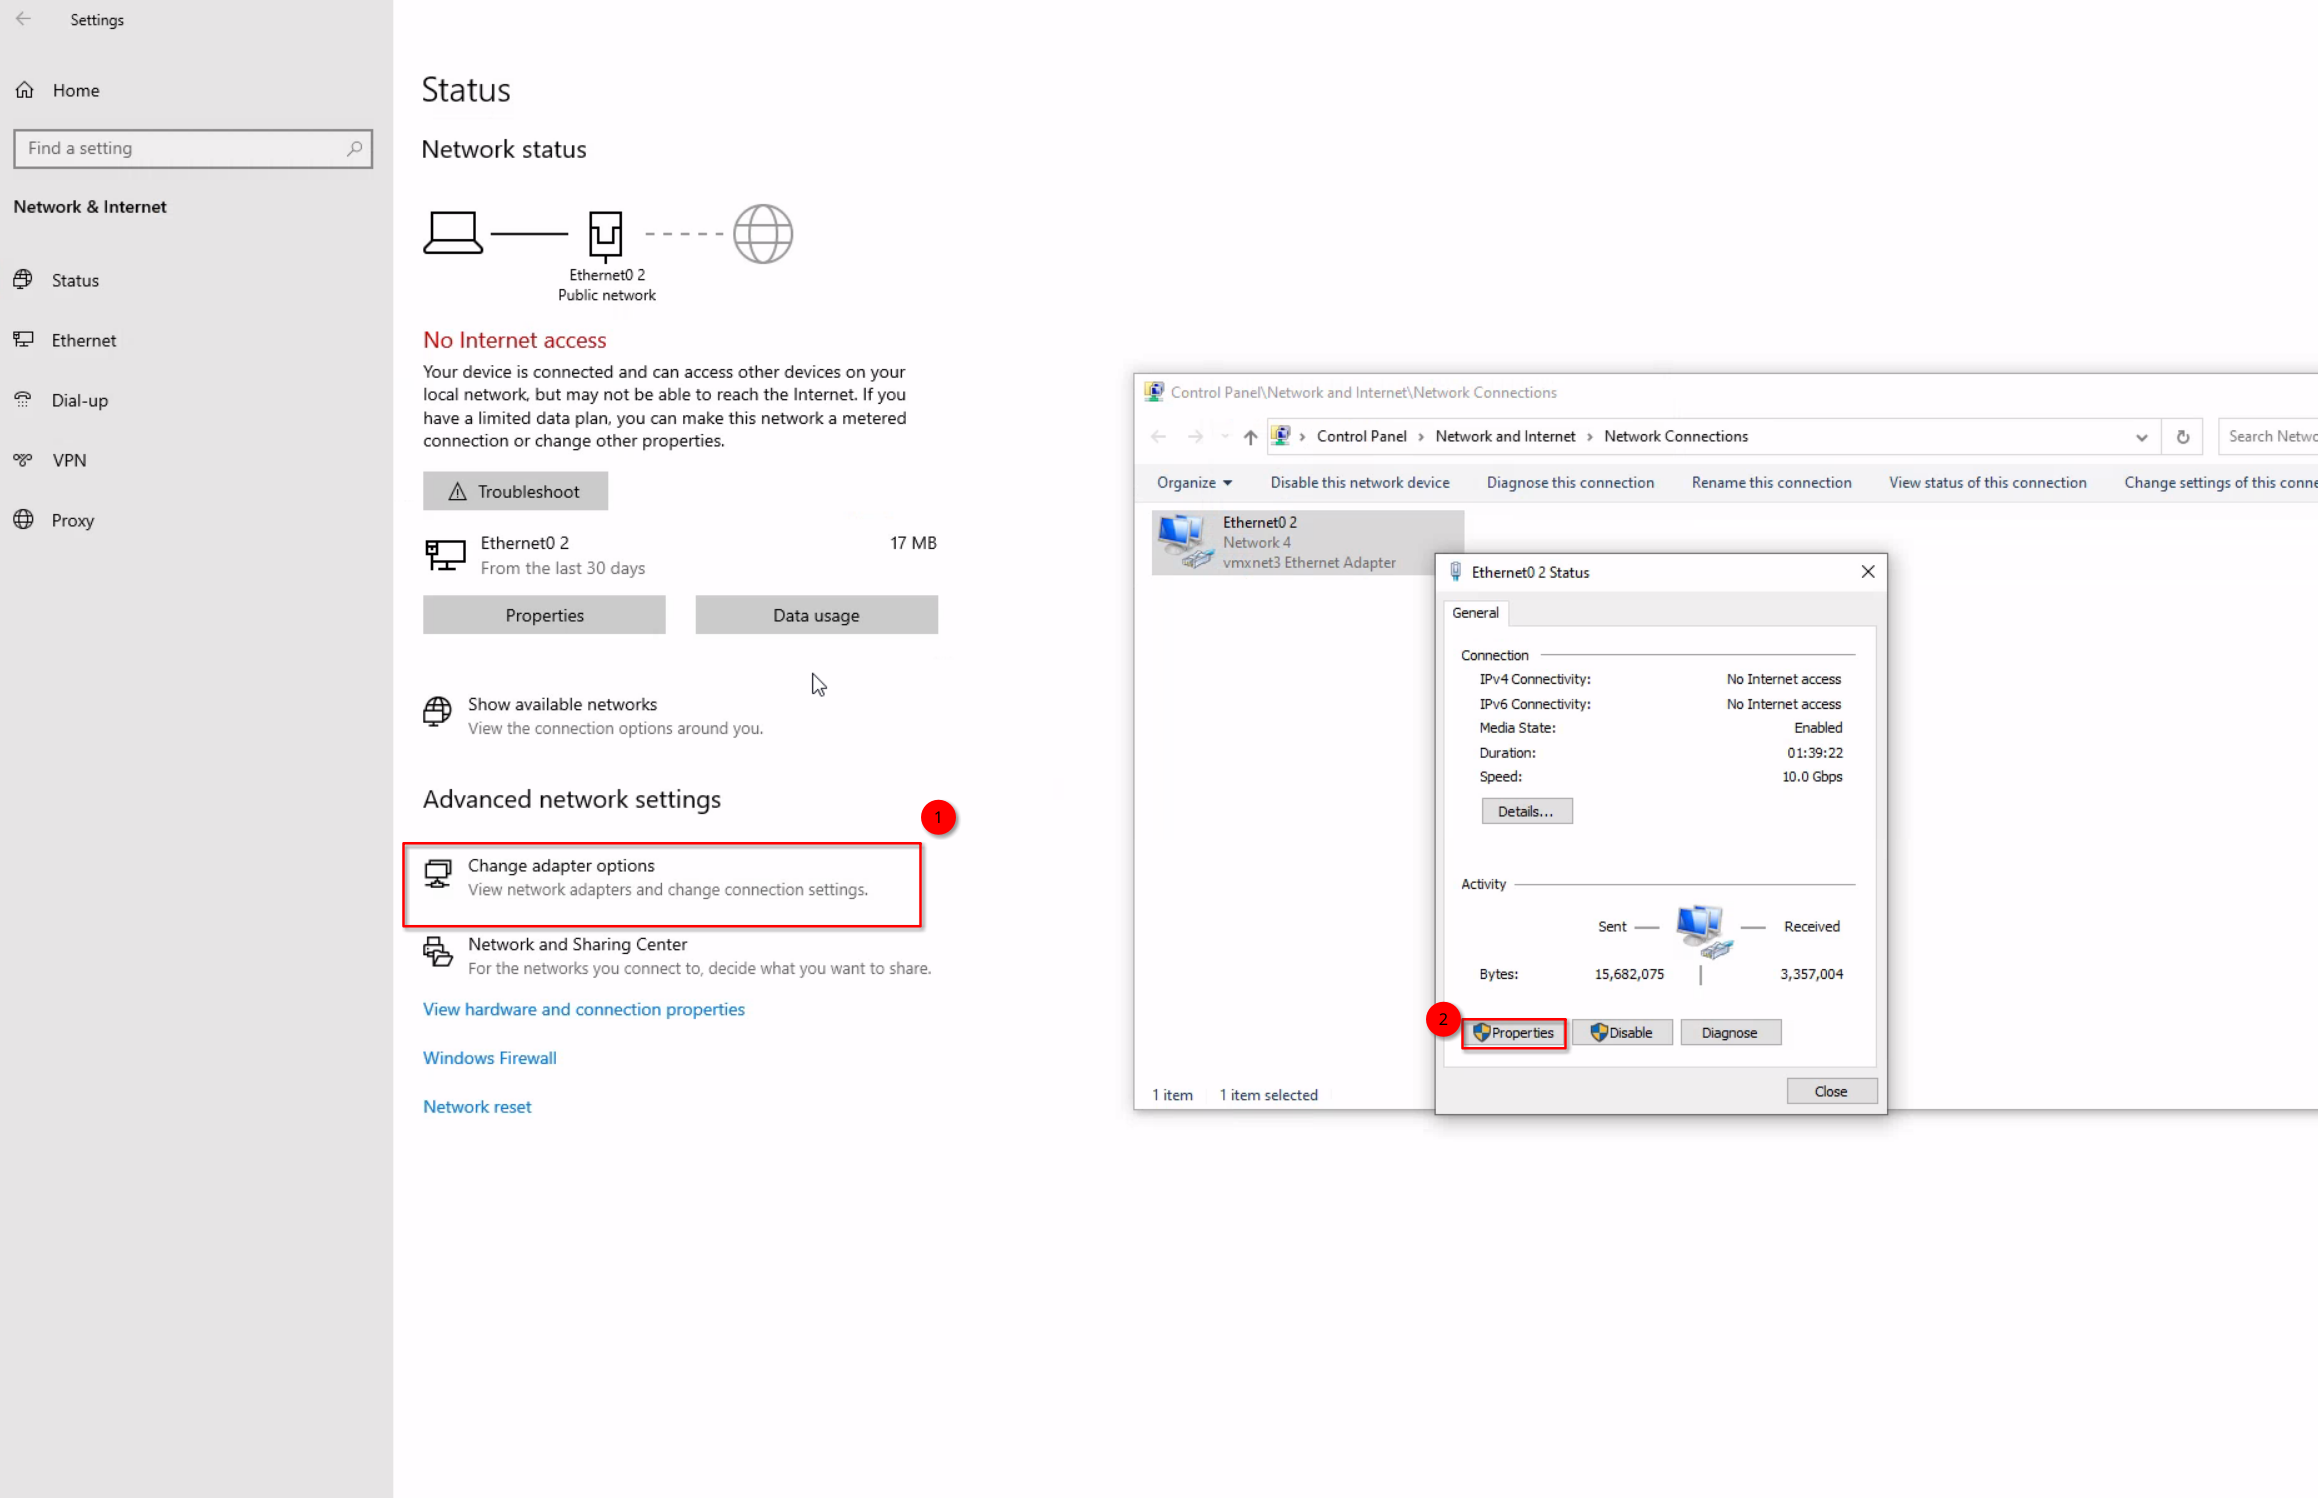 Settings
Home
Find a setting
Network & Internet
Status
Ethernet
Dial-up
VPN
Proxy
Status
Network status
Ethernet0 2
Public network
No Internet access
Your device is connected and can access other devices on your
local network, but may not be able to reach the Internet. If you
have a limited data plan, you can make this network a metered
connection or change other properties.
Troubleshoot
Ethernet0 2
17 MB
From the last 30 days
Properties
Data usage
Show available networks
View the connection options around you.
Advanced network settings
1
Change adapter options
View network adapters and change connection settings.
Network and Sharing Center
For the networks you connect to, decide what you want to share.
View hardware and connection properties
Windows Firewall
Network reset
Control Panel\Network and Internet\Network Connections
Control Panel > Network and Internet > Network Connections
Search Netwo
Organize
Disable this network device
Diagnose this connection
Rename this connection
View status of this connection
Change settings of this conne
Ethernet0 2
Network 4
vmxnet3 Ethernet Adapter
Ethernet0 2 Status
General
Connection
IPv4 Connectivity: No Internet access
IPv6 Connectivity: No Internet access
Media State: Enabled
Duration: 01:39:22
Speed: 10.0 Gbps
Details...
Activity
Sent
Received
Bytes: 15,682,075 3,357,004
2
Properties
Disable
Diagnose
Close
1 item
1 item selected